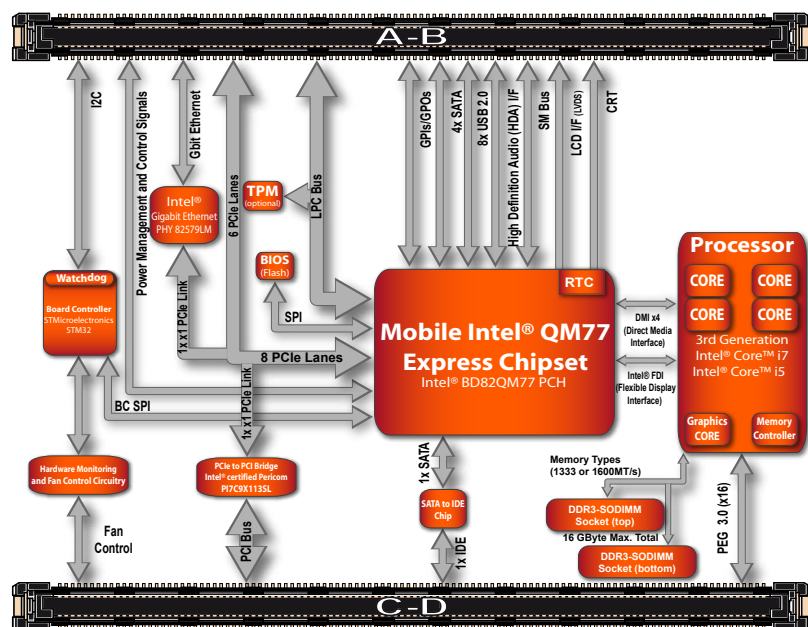 A-B
I2C
Power Management and Control Signals
Gbit Ethernet
6 PCIe Lanes
LPC Bus
GPIs/GPOs
4x SATA
8x USB 2.0
High Definition Audio (HDA) I/F
SM Bus
LCD I/F (LVDS)
CRT
Intel®
Gigabit Ethernet
PHY 82579LM
TPM
(optional)
BIOS
(Flash)
SPI
Watchdog
Board Controller
STMicroelectronics
STM32
1x x1 PCIe Link
8 PCIe Lanes
1x x1 PCIe Link
BC SPI
RTC
Mobile Intel® QM77
Express Chipset
Intel® BD82QM77 PCH
DMI x4
(Direct Media
Interface)
Intel® FDI
(Flexible Display
Interface)
Processor
CORE
CORE
CORE
CORE
3rd Generation
Intel® Core™ i7
Intel® Core™ i5
Graphics
CORE
Memory
Controller
Hardware Monitoring
and Fan Control Circuitry
Fan
Control
PCIe to PCI Bridge
Intel® certified Pericom
PI7C9X113SL
PCI Bus
1x SATA
SATA to IDE
Chip
1x IDE
Memory Types
(1333 or 1600MT/s)
DDR3-SODIMM
Socket (top)
16 GByte Max. Total
DDR3-SODIMM
Socket (bottom)
PEG 3.0 (x16)
C-D